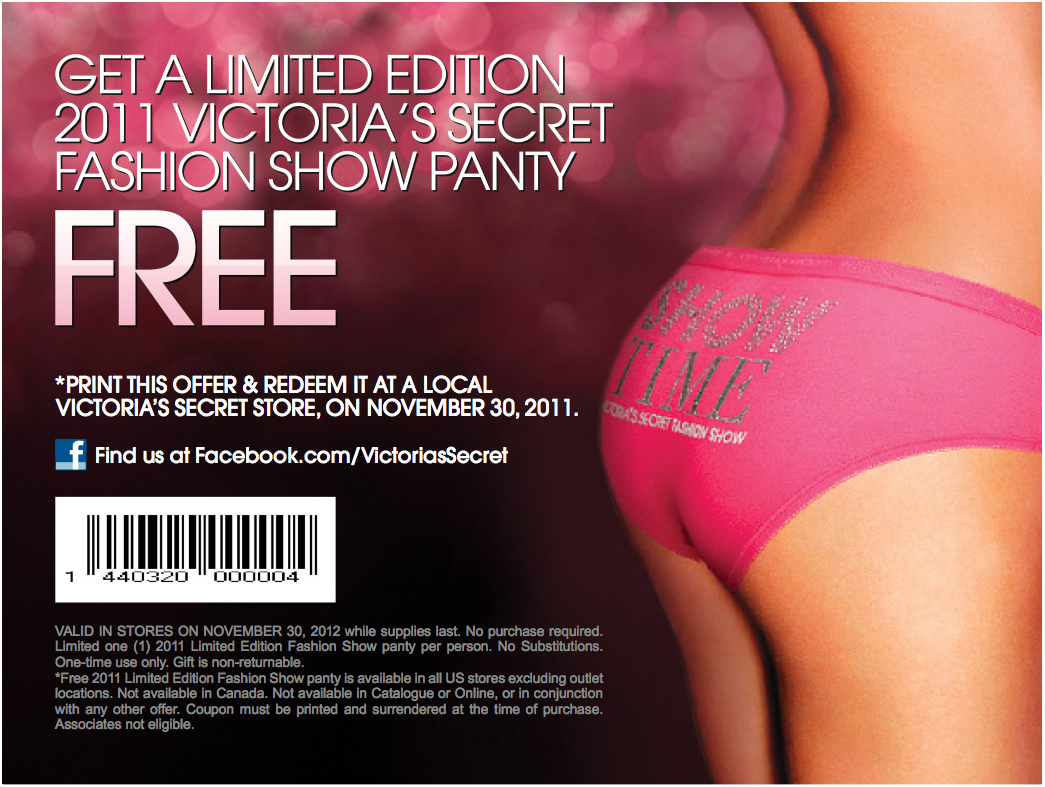 GET A LIMITED EDITION
2011 VICTORIA'S SECRET
FASHION SHOW PANTY
FREE
*PRINT THIS OFFER & REDEEM IT AT A LOCAL
VICTORIA'S SECRET STORE, ON NOVEMBER 30, 2011.
f Find us at Facebook.com/VictoriasSecret
1 440320 000004
VALID IN STORES ON NOVEMBER 30, 2012 while supplies last. No purchase required.
Limited one (1) 2011 Limited Edition Fashion Show panty per person. No Substitutions.
One-time use only. Gift is non-returnable.
*Free 2011 Limited Edition Fashion Show panty is available in all US stores excluding outlet
locations. Not available in Canada. Not available in Catalogue or Online, or in conjunction
with any other offer. Coupon must be printed and surrendered at the time of purchase.
Associates not eligible.
SHOW
TIME
VICTORIA'S SECRET FASHION SHOW